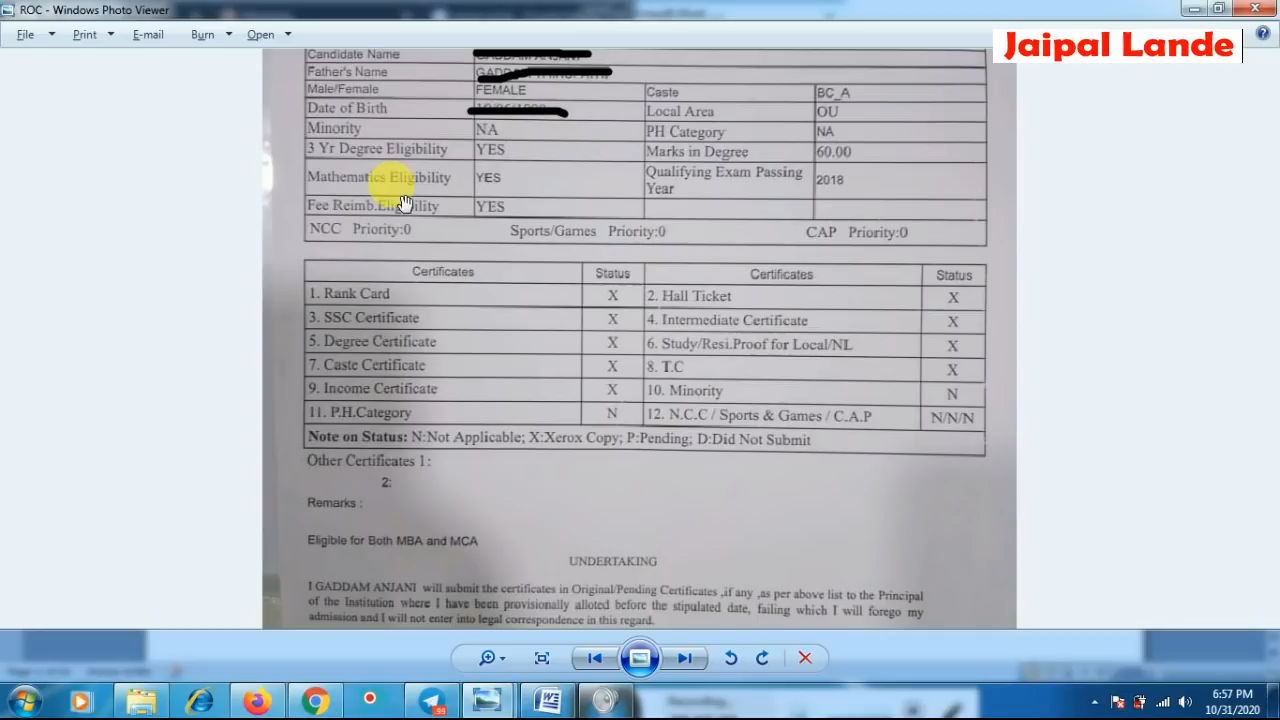 ROC - Windows Photo Viewer
File Print E-mail Burn Open
Jaipal Lande
Candidate Name
Father's Name
Male/Female FEMALE Caste BC_A
Date of Birth Local Area OU
Minority NA PH Category NA
3 Yr Degree Eligibility YES Marks in Degree 60.00
Mathematics Eligibility YES Qualifying Exam Passing Year 2018
Fee Reimb.Eligibility YES
NCC Priority:0 Sports/Games Priority:0 CAP Priority:0
Certificates Status Certificates Status
1. Rank Card X 2. Hall Ticket X
3. SSC Certificate X 4. Intermediate Certificate X
5. Degree Certificate X 6. Study/Resi.Proof for Local/NL X
7. Caste Certificate X 8. T.C X
9. Income Certificate X 10. Minority N
11. P.H.Category N 12. N.C.C / Sports & Games / C.A.P N/N/N
Note on Status: N:Not Applicable; X:Xerox Copy; P:Pending; D:Did Not Submit
Other Certificates 1:
2:
Remarks :
Eligible for Both MBA and MCA
UNDERTAKING
I GADDAM ANJANI will submit the certificates in Original/Pending Certificates ,if any ,as per above list to the Principal
of the Institution where I have been provisionally alloted before the stipulated date, failing which I will forego my
admission and I will not enter into legal correspondence in this regard.
6:57 PM
10/31/2020